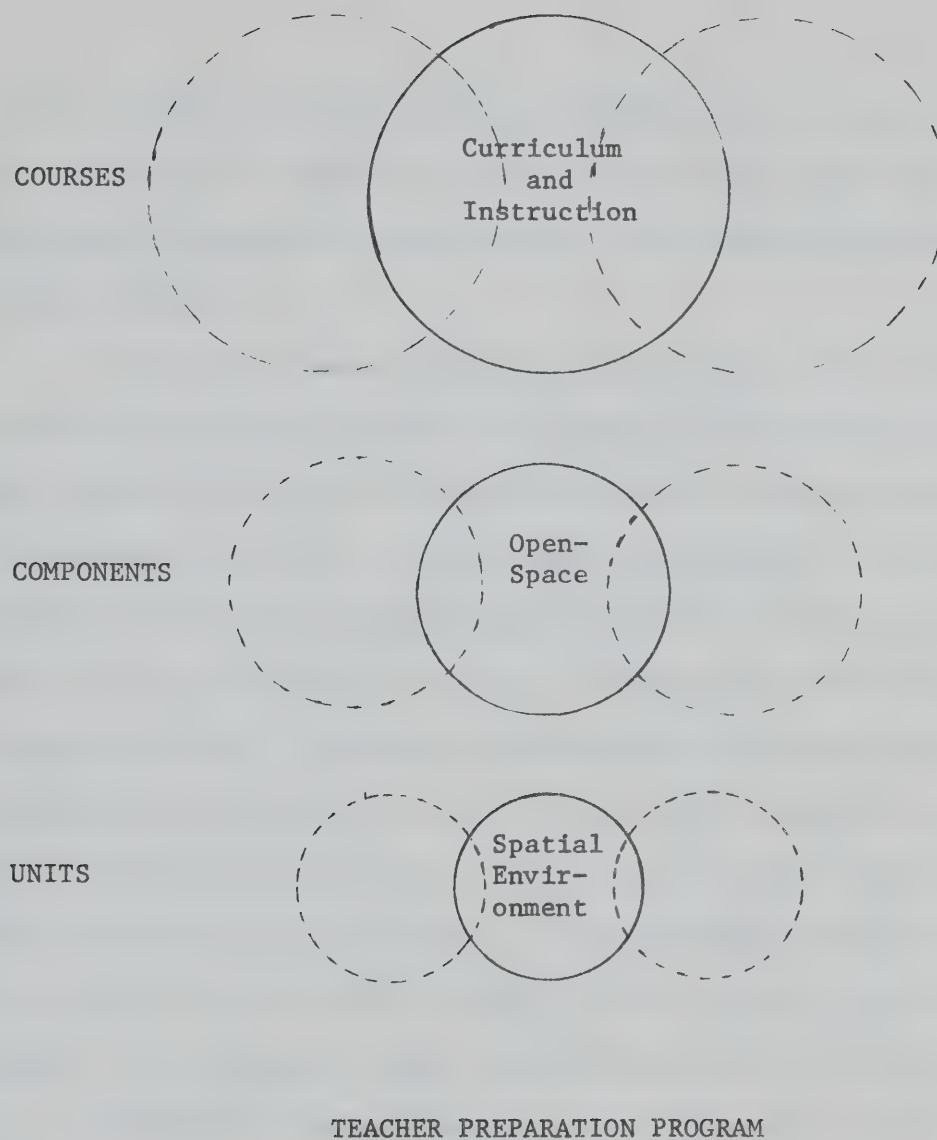 COURSES
Curriculum
and
Instruction
COMPONENTS
Open-
Space
UNITS
Spatial
Envir-
onment
TEACHER PREPARATION PROGRAM